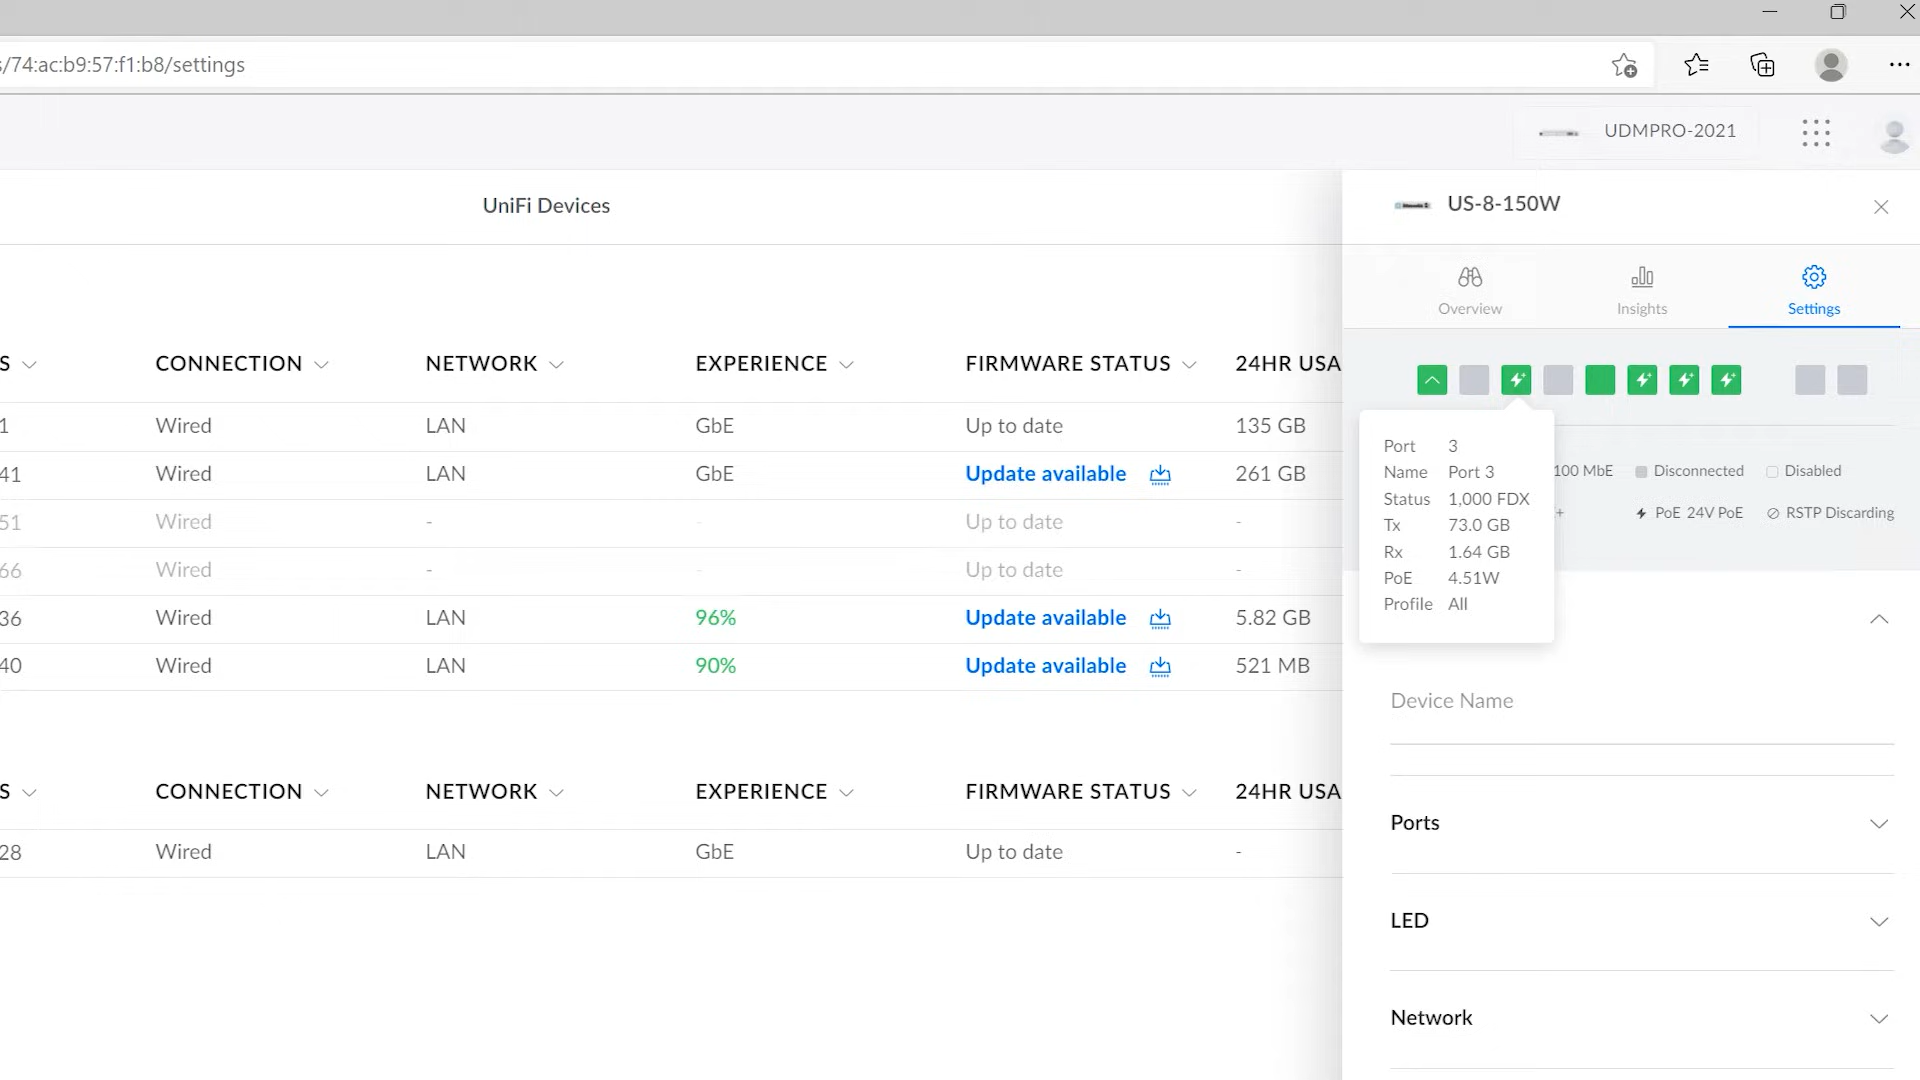 /74:ac:b9:57:f1:b8/settings
UDMPRO-2021
UniFi Devices
US-8-150W
Overview
Insights
Settings
S CONNECTION NETWORK EXPERIENCE FIRMWARE STATUS 24HR USA
1 Wired LAN GbE Up to date 135 GB
41 Wired LAN GbE Update available 261 GB
51 Wired - - Up to date -
66 Wired - - Up to date -
36 Wired LAN 96% Update available 5.82 GB
40 Wired LAN 90% Update available 521 MB
S CONNECTION NETWORK EXPERIENCE FIRMWARE STATUS 24HR USA
28 Wired LAN GbE Up to date -
Port 3
Name Port 3
Status 1,000 FDX
Tx 73.0 GB
Rx 1.64 GB
PoE 4.51W
Profile All
100 MbE Disconnected Disabled
+ PoE 24V PoE RSTP Discarding
Device Name
Ports
LED
Network